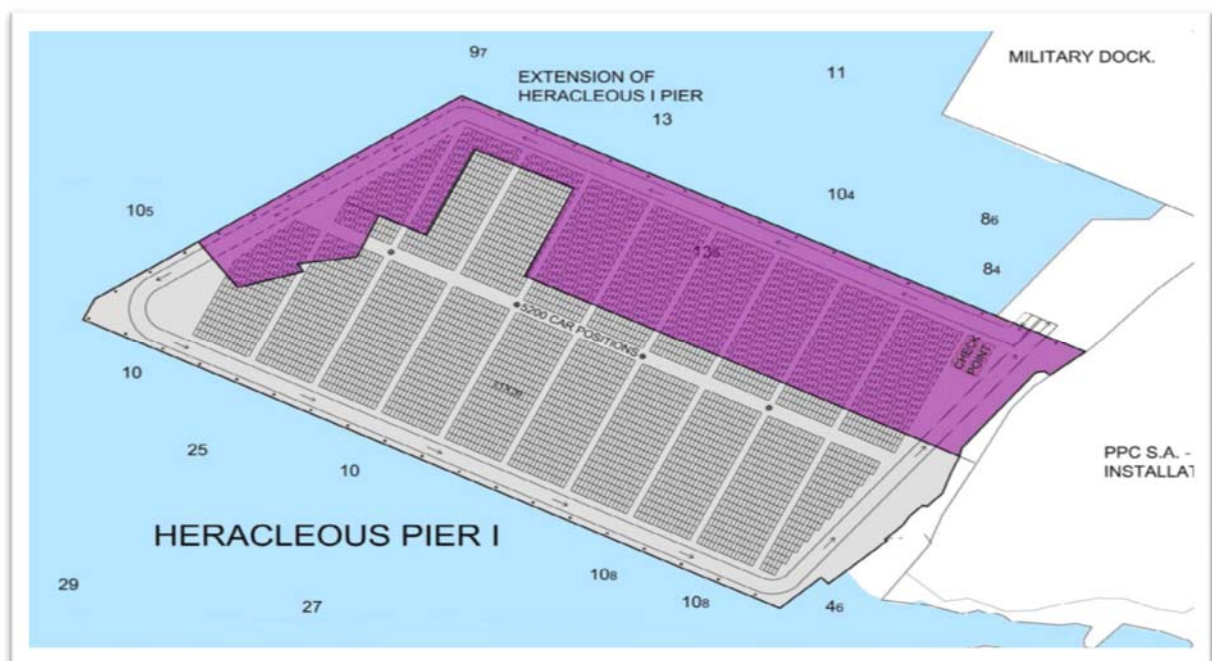 97
EXTENSION OF
HERACLEOUS I PIER
11
MILITARY DOCK.
13
104
105
86
84
135
5200 CAR POSITIONS
CHECK
POINT
10
25
10
PPC S.A. -
INSTALLAT
HERACLEOUS PIER I
29
27
108
108
46